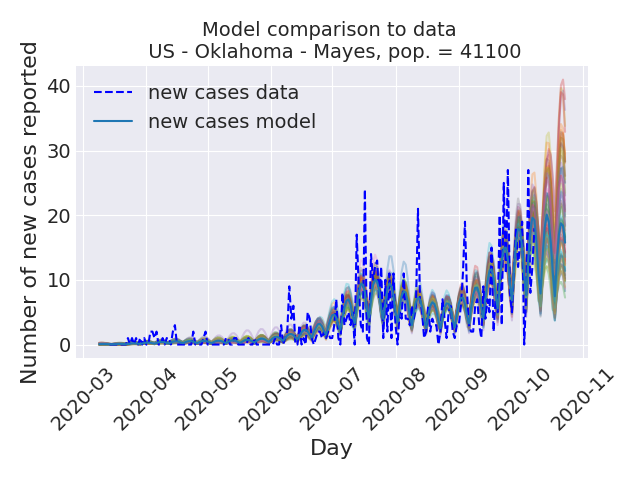 Model comparison to data
US - Oklahoma - Mayes, pop. = 41100
Number of new cases reported
40
30
20
10
0
new cases data
new cases model
2020-03
2020-04
2020-05
2020-06
2020-07
2020-08
2020-09
2020-10
2020-11
Day